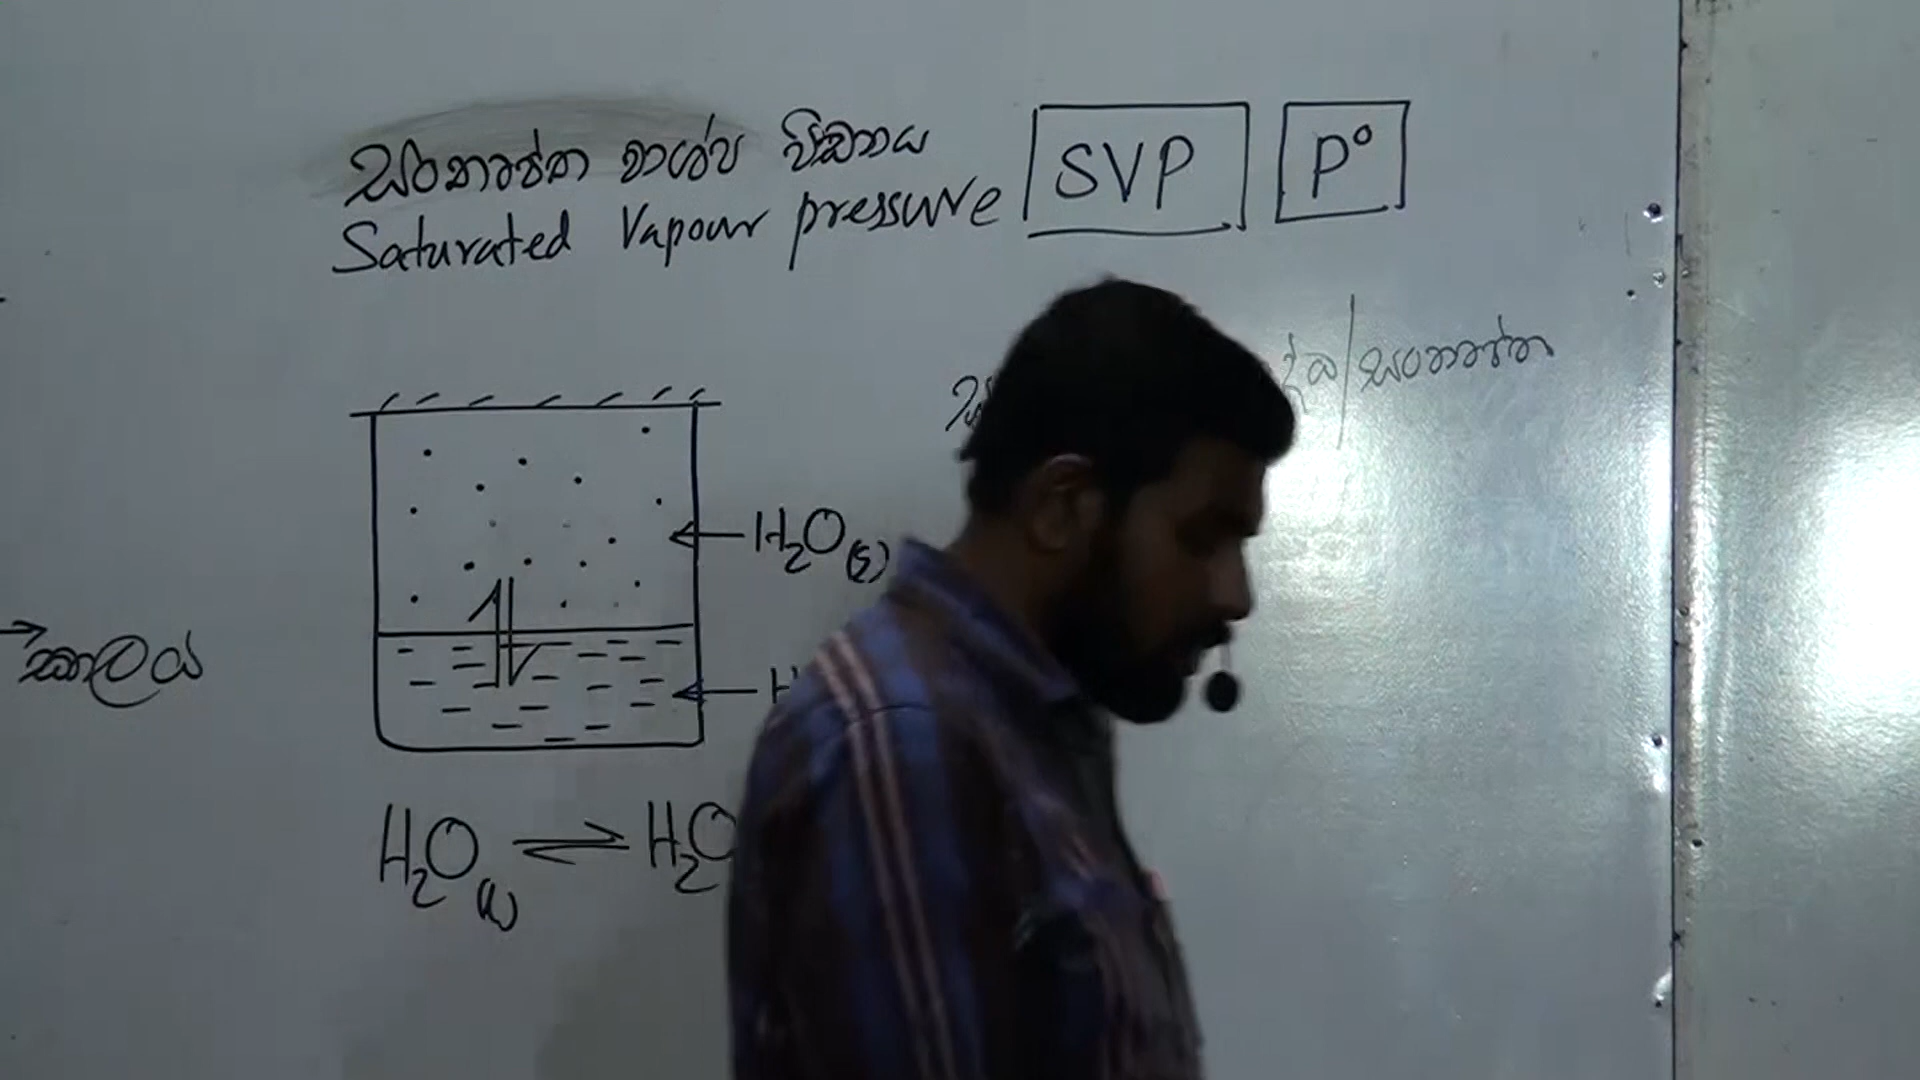 සංතෘප්ත වාෂ්ප පීඩනය
Saturated Vapour pressure SVP P°
සංතෘප්ත
H₂O(g)
කාලය
H₂O(l) ⇌ H₂O